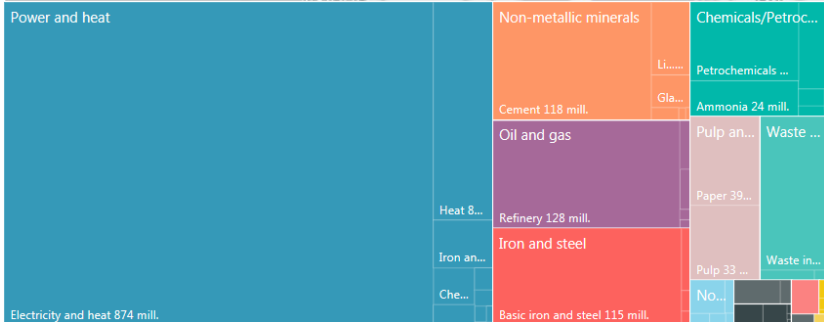 Power and heat
Heat 8...
Iron an...
Che...
Electricity and heat 874 mill.
Non-metallic minerals
Li......
Gla...
Cement 118 mill.
Oil and gas
Refinery 128 mill.
Iron and steel
Basic iron and steel 115 mill.
Chemicals/Petroc...
Petrochemicals ...
Ammonia 24 mill.
Pulp an...
Paper 39...
Pulp 33 ...
Waste ...
Waste in...
No...